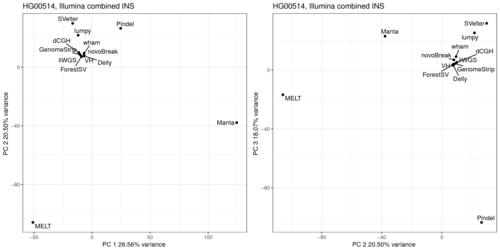 HG00514, Illumina combined INS
SVelter
Pindel
lumpy
dCGH
wham
GenomeStrip
novoBreak
liWGS
VH
Delly
ForestSV
Manta
MELT
0
-40
-80
-50
0
50
100
PC 2 20.50% variance
PC 1 26.56% variance
HG00514, Illumina combined INS
SVelter
Manta
lumpy
wham
dCGH
novoBreak
VH
liWGS
GenomeStrip
ForestSV
Delly
MELT
Pindel
0
-40
-80
-80
-40
0
PC 3 18.07% variance
PC 2 20.50% variance